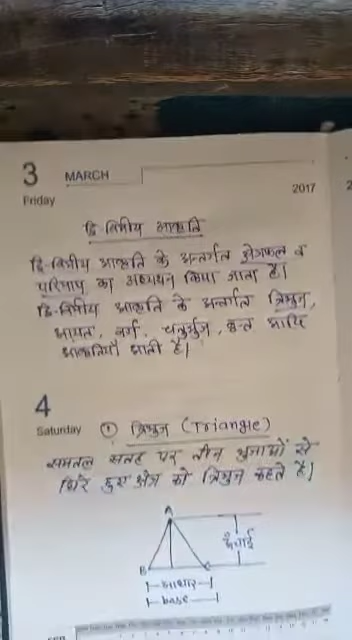 3 MARCH
Friday 2017
द्वि-विमीय आकृति
द्वि-विमीय आकृति के अन्तर्गत क्षेत्रफल व
परिमाप का अध्ययन किया जाता है।
द्वि-विमीय आकृति के अन्तर्गत त्रिभुज,
आयत, वर्ग, चतुर्भुज, वृत्त आदि
आकृतियाँ आती है।
4
Saturday ① त्रिभुज (Triangle)
समतल सतह पर तीन भुजाओं से
घिरे हुए क्षेत्र को त्रिभुज कहते है।
A
ऊँचाई
B C
आधार
base